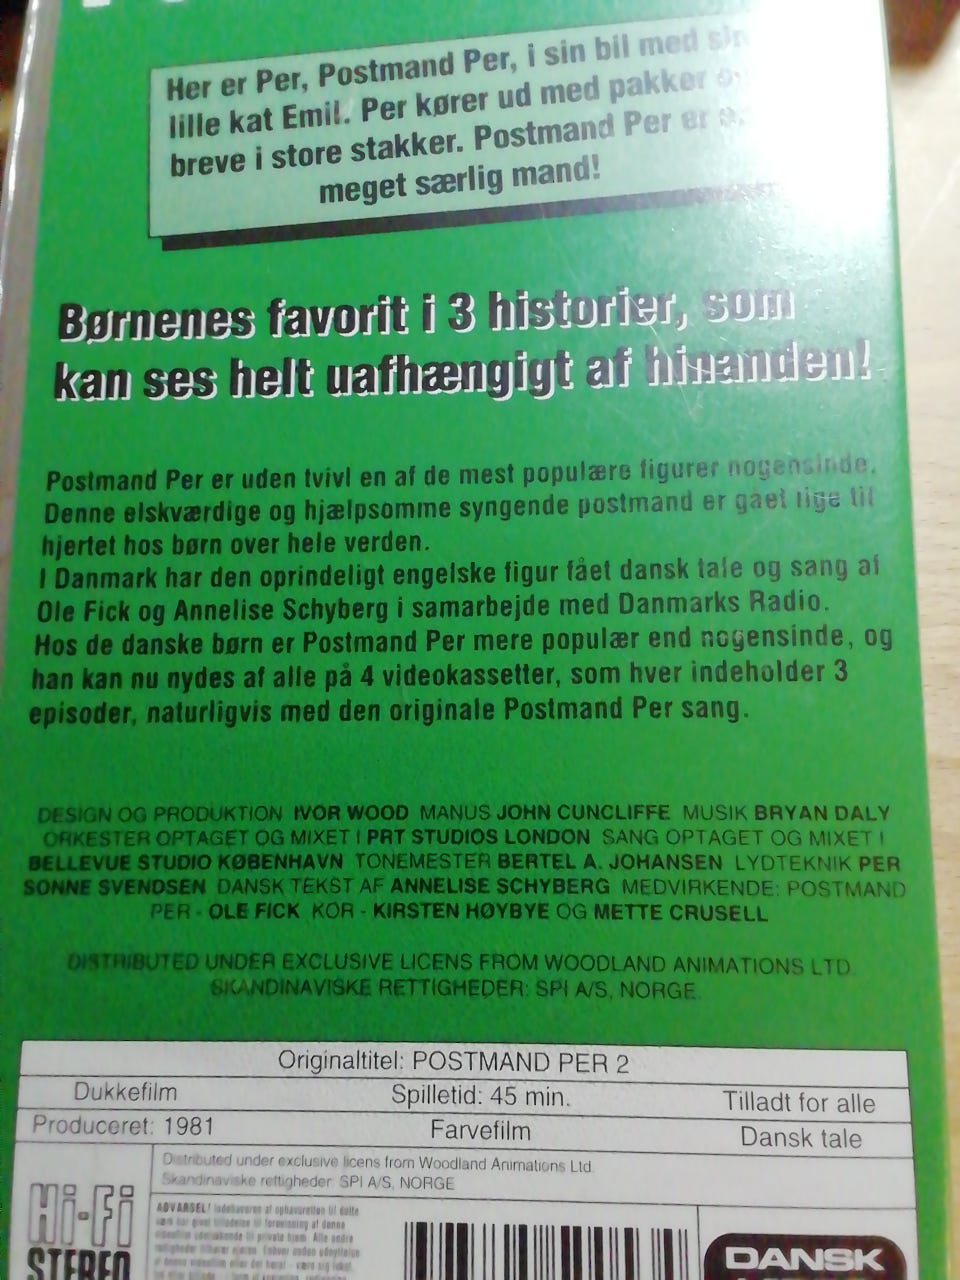 Her er Per, Postmand Per, i sin bil med sin
lille kat Emil. Per kører ud med pakker
breve i store stakker. Postmand Per er
meget særlig mand!
Børnenes favorit i 3 historier, som
kan ses helt uafhængigt af hinanden!
Postmand Per er uden tvivl en af de mest populære figurer nogensinde.
Denne elskværdige og hjælpsomme syngende postmand er gået lige til
hjertet hos børn over hele verden.
I Danmark har den oprindeligt engelske figur fået dansk tale og sang af
Ole Fick og Annelise Schyberg i samarbejde med Danmarks Radio.
Hos de danske børn er Postmand Per mere populær end nogensinde, og
han kan nu nydes af alle på 4 videokassetter, som hver indeholder 3
episoder, naturligvis med den originale Postmand Per sang.
DESIGN OG PRODUKTION IVOR WOOD MANUS JOHN CUNCLIFFE MUSIK BRYAN DALY
ORKESTER OPTAGET OG MIXET I PRT STUDIOS LONDON SANG OPTAGET OG MIXET I
BELLEVUE STUDIO KØBENHAVN TONEMESTER BERTEL A. JOHANSEN LYDTEKNIK PER
SONNE SVENDSEN DANSK TEKST AF ANNELISE SCHYBERG MEDVIRKENDE: POSTMAND
PER - OLE FICK KOR - KIRSTEN HØYBYE OG METTE CRUSELL
DISTRIBUTED UNDER EXCLUSIVE LICENS FROM WOODLAND ANIMATIONS LTD.
SKANDINAVISKE RETTIGHEDER: SPI A/S, NORGE.
Originaltitel: POSTMAND PER 2
Dukkefilm Spilletid: 45 min. Tilladt for alle
Produceret: 1981 Farvefilm Dansk tale
Distributed under exclusive licens from Woodland Animations Ltd.
Skandinaviske rettigheder SPI A/S, NORGE
Hi-Fi
STEREO
ADVARSEL! Indehaveren af ophavsretten til dette
DANSK